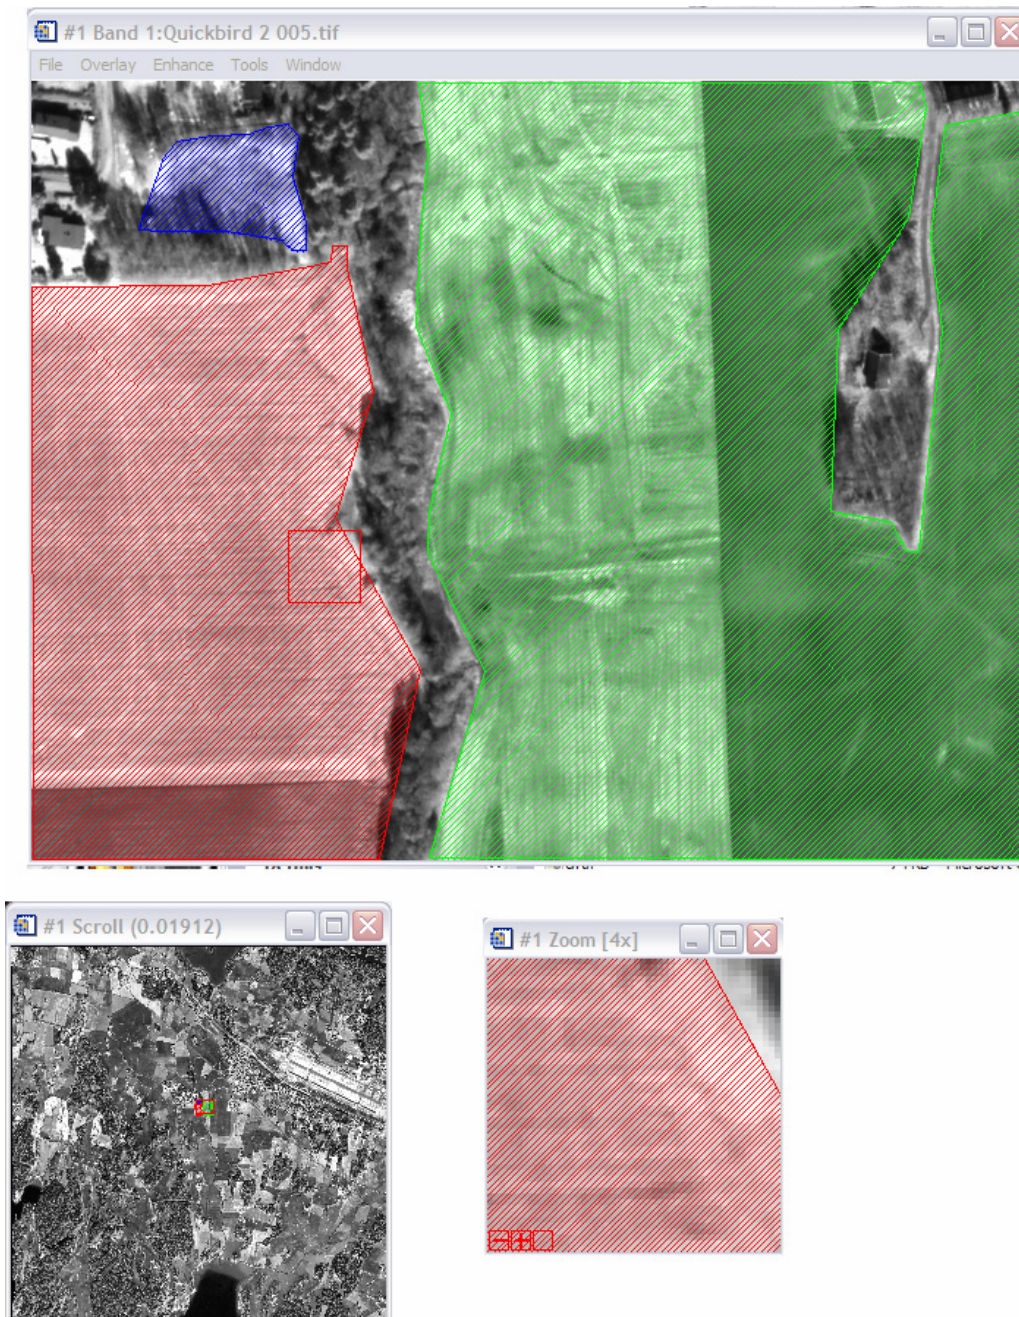 #1 Band 1:Quickbird 2 005.tif
File Overlay Enhance Tools Window
#1 Scroll (0.01912)
#1 Zoom [4x]